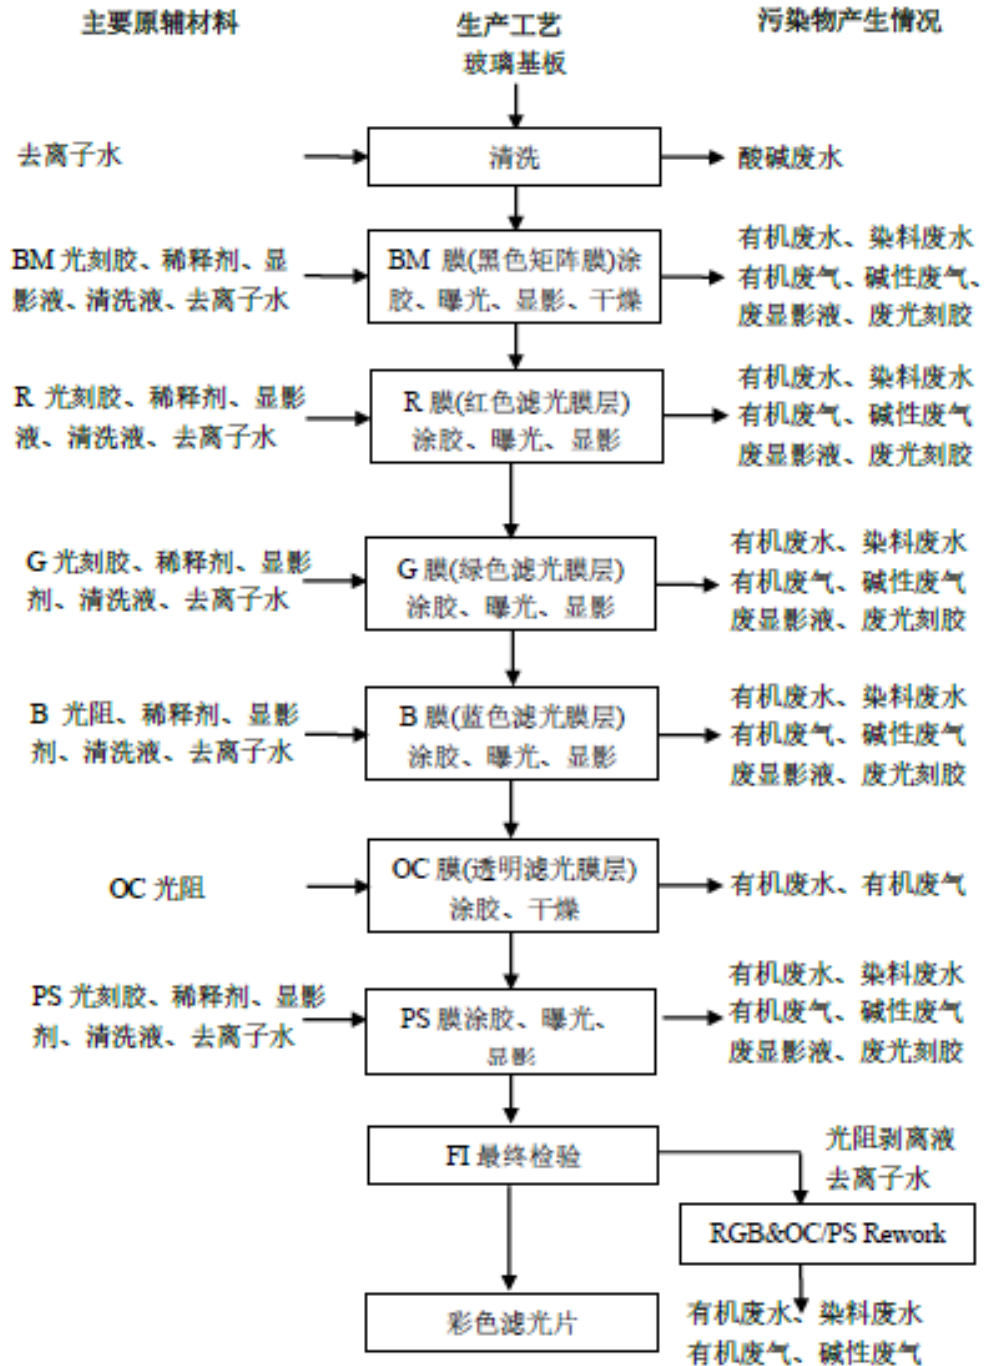 主要原辅材料
生产工艺
污染物产生情况
玻璃基板
去离子水
清洗
酸碱废水
BM 光刻胶、稀释剂、显
影液、清洗液、去离子水
BM 膜(黑色矩阵膜)涂
胶、曝光、显影、干燥
有机废水、染料废水
有机废气、碱性废气、
废显影液、废光刻胶
R 光刻胶、稀释剂、显影
液、清洗液、去离子水
R 膜(红色滤光膜层)
涂胶、曝光、显影
有机废水、染料废水
有机废气、碱性废气
废显影液、废光刻胶
G 光刻胶、稀释剂、显影
剂、清洗液、去离子水
G 膜(绿色滤光膜层)
涂胶、曝光、显影
有机废水、染料废水
有机废气、碱性废气
废显影液、废光刻胶
B 光阻、稀释剂、显影
剂、清洗液、去离子水
B 膜(蓝色滤光膜层)
涂胶、曝光、显影
有机废水、染料废水
有机废气、碱性废气
废显影液、废光刻胶
OC 光阻
OC 膜(透明滤光膜层)
涂胶、干燥
有机废水、有机废气
PS 光刻胶、稀释剂、显影
剂、清洗液、去离子水
PS 膜涂胶、曝光、
显影
有机废水、染料废水
有机废气、碱性废气
废显影液、废光刻胶
FI 最终检验
光阻剥离液
去离子水
RGB&OC/PS Rework
彩色滤光片
有机废水、染料废水
有机废气、碱性废气